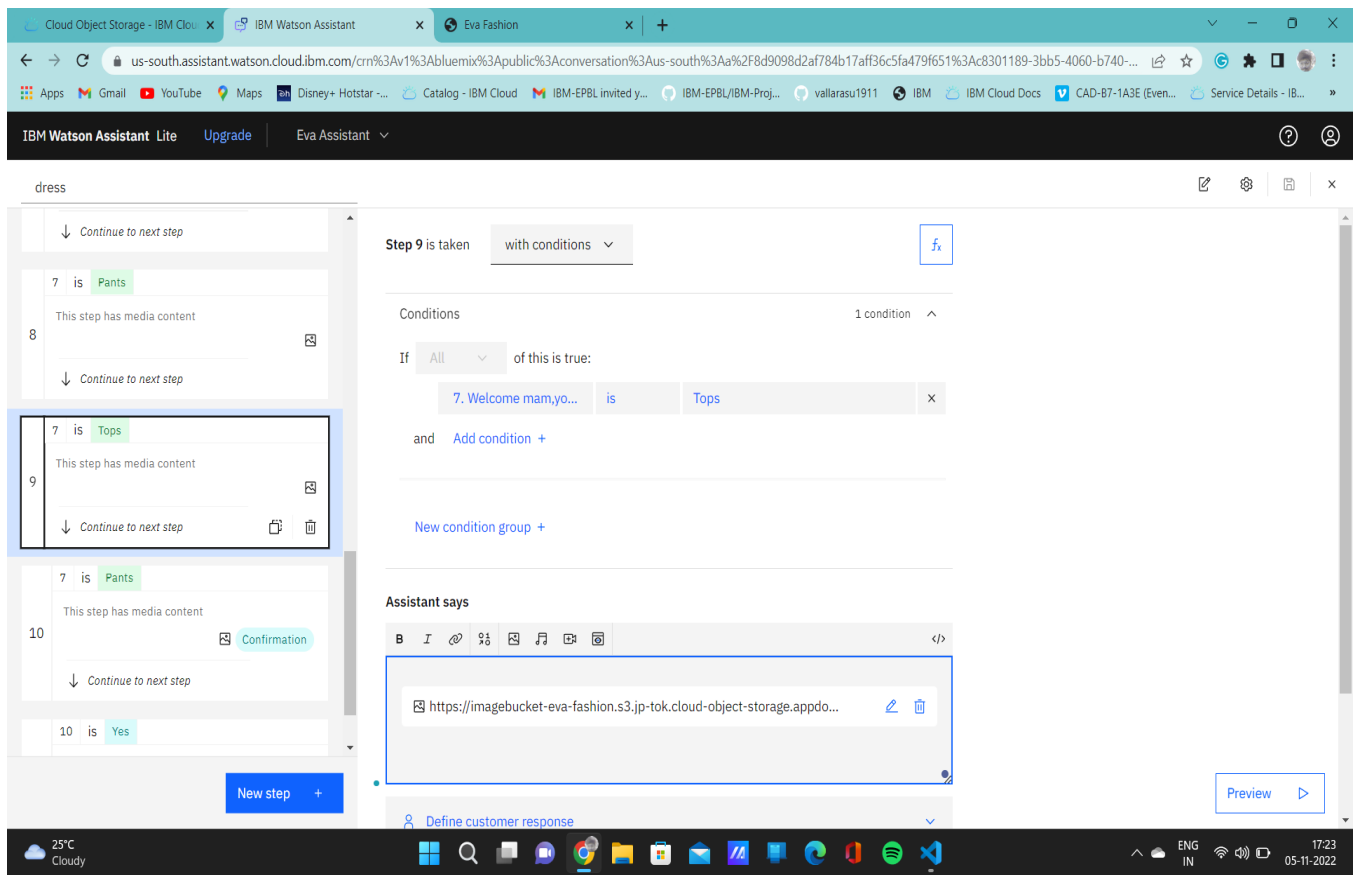 Cloud Object Storage - IBM Clou
IBM Watson Assistant
Eva Fashion
us-south.assistant.watson.cloud.ibm.com/crn%3Av1%3Abluemix%3Apublic%3Aconversation%3Aus-south%3Aa%2F8d9098d2af784b17aff36c5fa479f651%3Ac8301189-3bb5-4060-b740-...
Apps Gmail YouTube Maps Disney+ Hotstar -... Catalog - IBM Cloud IBM-EPBL invited y... IBM-EPBL/IBM-Proj... vallarasu1911 IBM IBM Cloud Docs CAD-B7-1A3E (Even... Service Details - IB... »
IBM Watson Assistant Lite Upgrade Eva Assistant
dress
Continue to next step
7 is Pants
This step has media content
8
Continue to next step
7 is Tops
This step has media content
9
Continue to next step
7 is Pants
This step has media content
10
Confirmation
Continue to next step
10 is Yes
New step +
Step 9 is taken with conditions
fx
Conditions 1 condition
If All of this is true:
7. Welcome mam,yo... is Tops
and Add condition +
New condition group +
Assistant says
B I </>
https://imagebucket-eva-fashion.s3.jp-tok.cloud-object-storage.appdo...
Define customer response
Preview
25°C
Cloudy
ENG
IN
17:23
05-11-2022